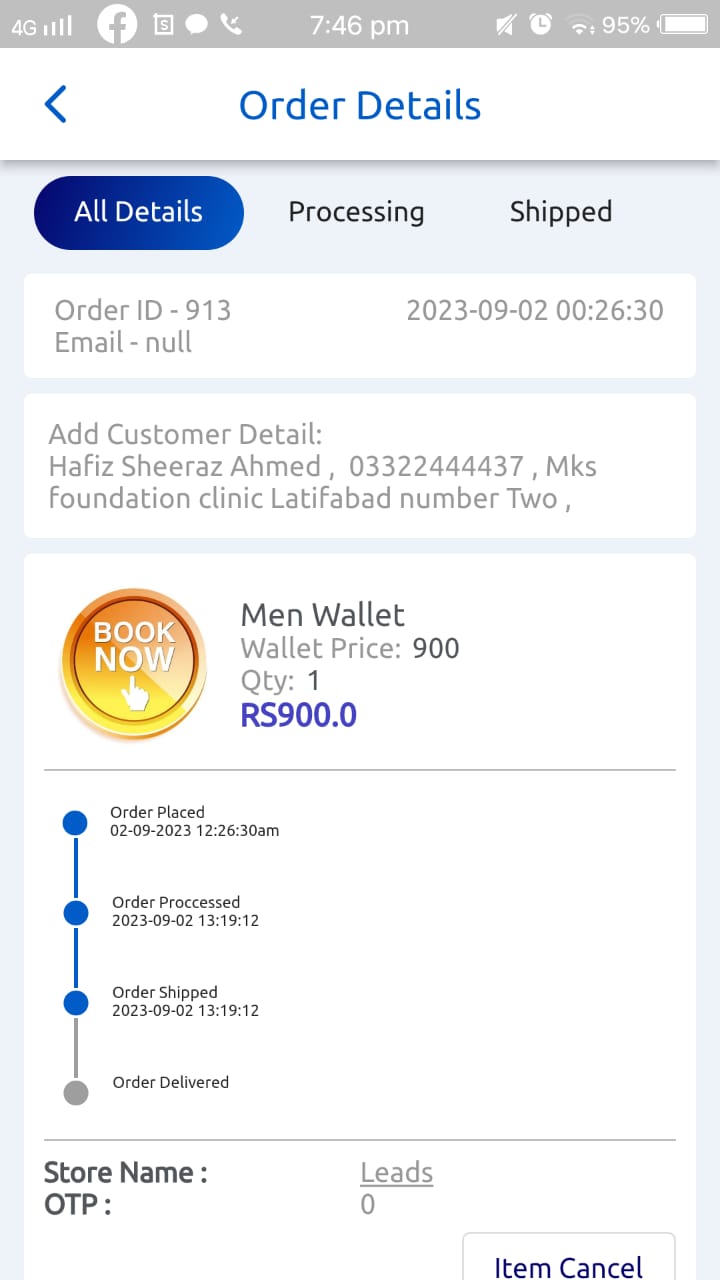 4G 7:46 pm 95%
Order Details
All Details Processing Shipped
Order ID - 913 2023-09-02 00:26:30
Email - null
Add Customer Detail:
Hafiz Sheeraz Ahmed , 03322444437 , Mks
foundation clinic Latifabad number Two ,
BOOK
NOW
Men Wallet
Wallet Price: 900
Qty: 1
RS900.0
Order Placed
02-09-2023 12:26:30am
Order Proccessed
2023-09-02 13:19:12
Order Shipped
2023-09-02 13:19:12
Order Delivered
Store Name : Leads
OTP : 0
Item Cancel